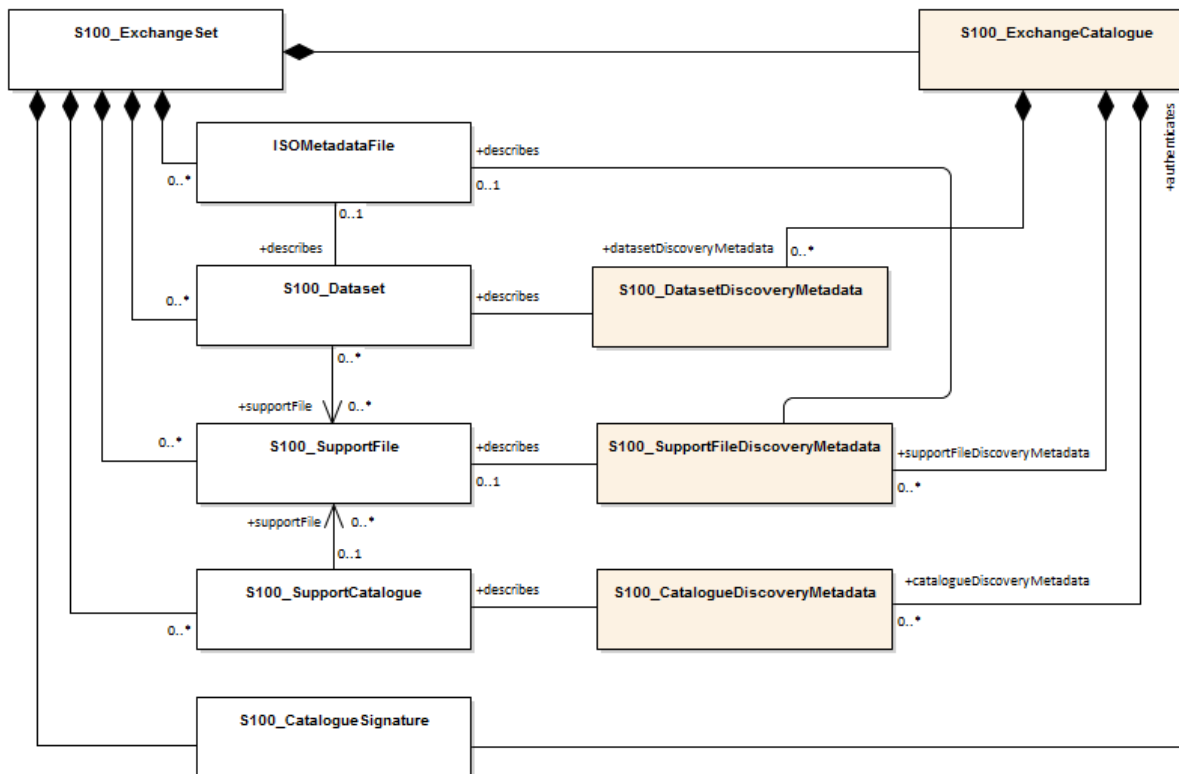 S100_ExchangeSet
S100_ExchangeCatalogue
+authenticates
ISOMetadataFile
+describes
0..*
0..1
0..1
+describes
+datasetDiscoveryMetadata
0..*
S100_Dataset
S100_DatasetDiscoveryMetadata
+describes
0..*
0..*
+supportFile
0..*
S100_SupportFile
S100_SupportFileDiscoveryMetadata
0..*
+describes
+supportFileDiscoveryMetadata
0..1
0..*
+supportFile
0..*
0..1
S100_SupportCatalogue
S100_CatalogueDiscoveryMetadata
+describes
+catalogueDiscoveryMetadata
0..*
0..*
S100_CatalogueSignature